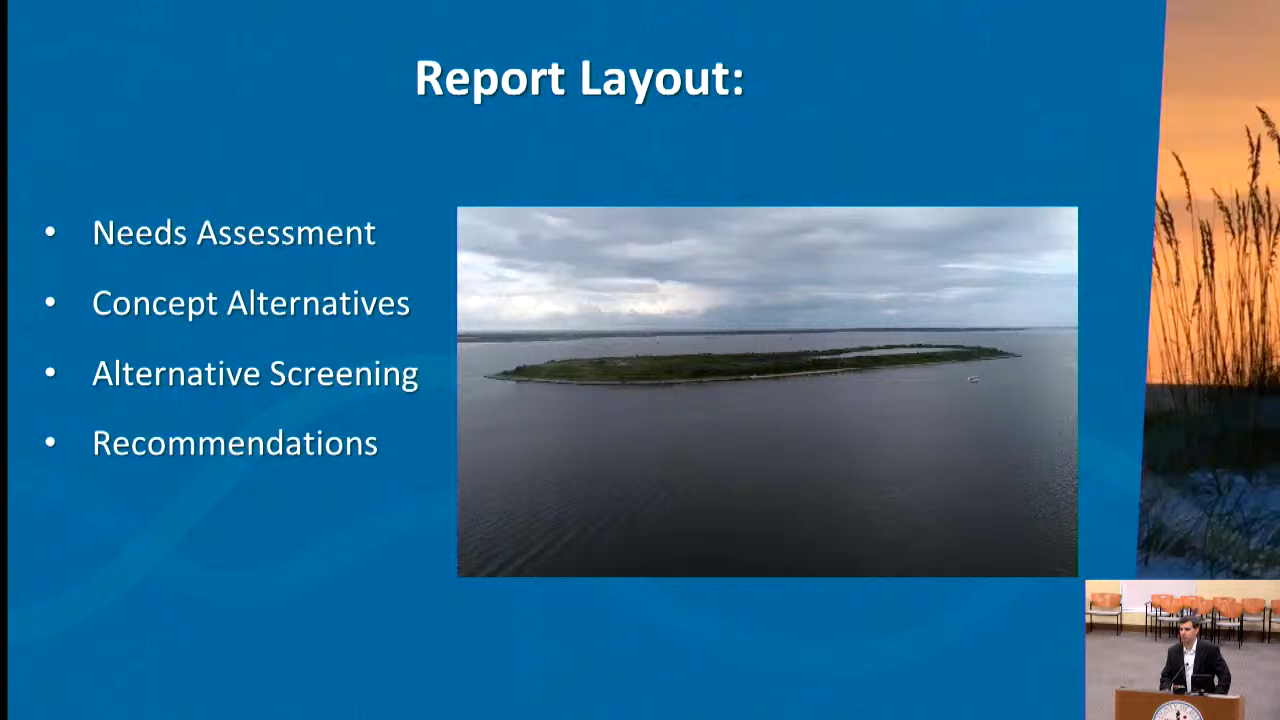 Report Layout:
• Needs Assessment
• Concept Alternatives
• Alternative Screening
• Recommendations